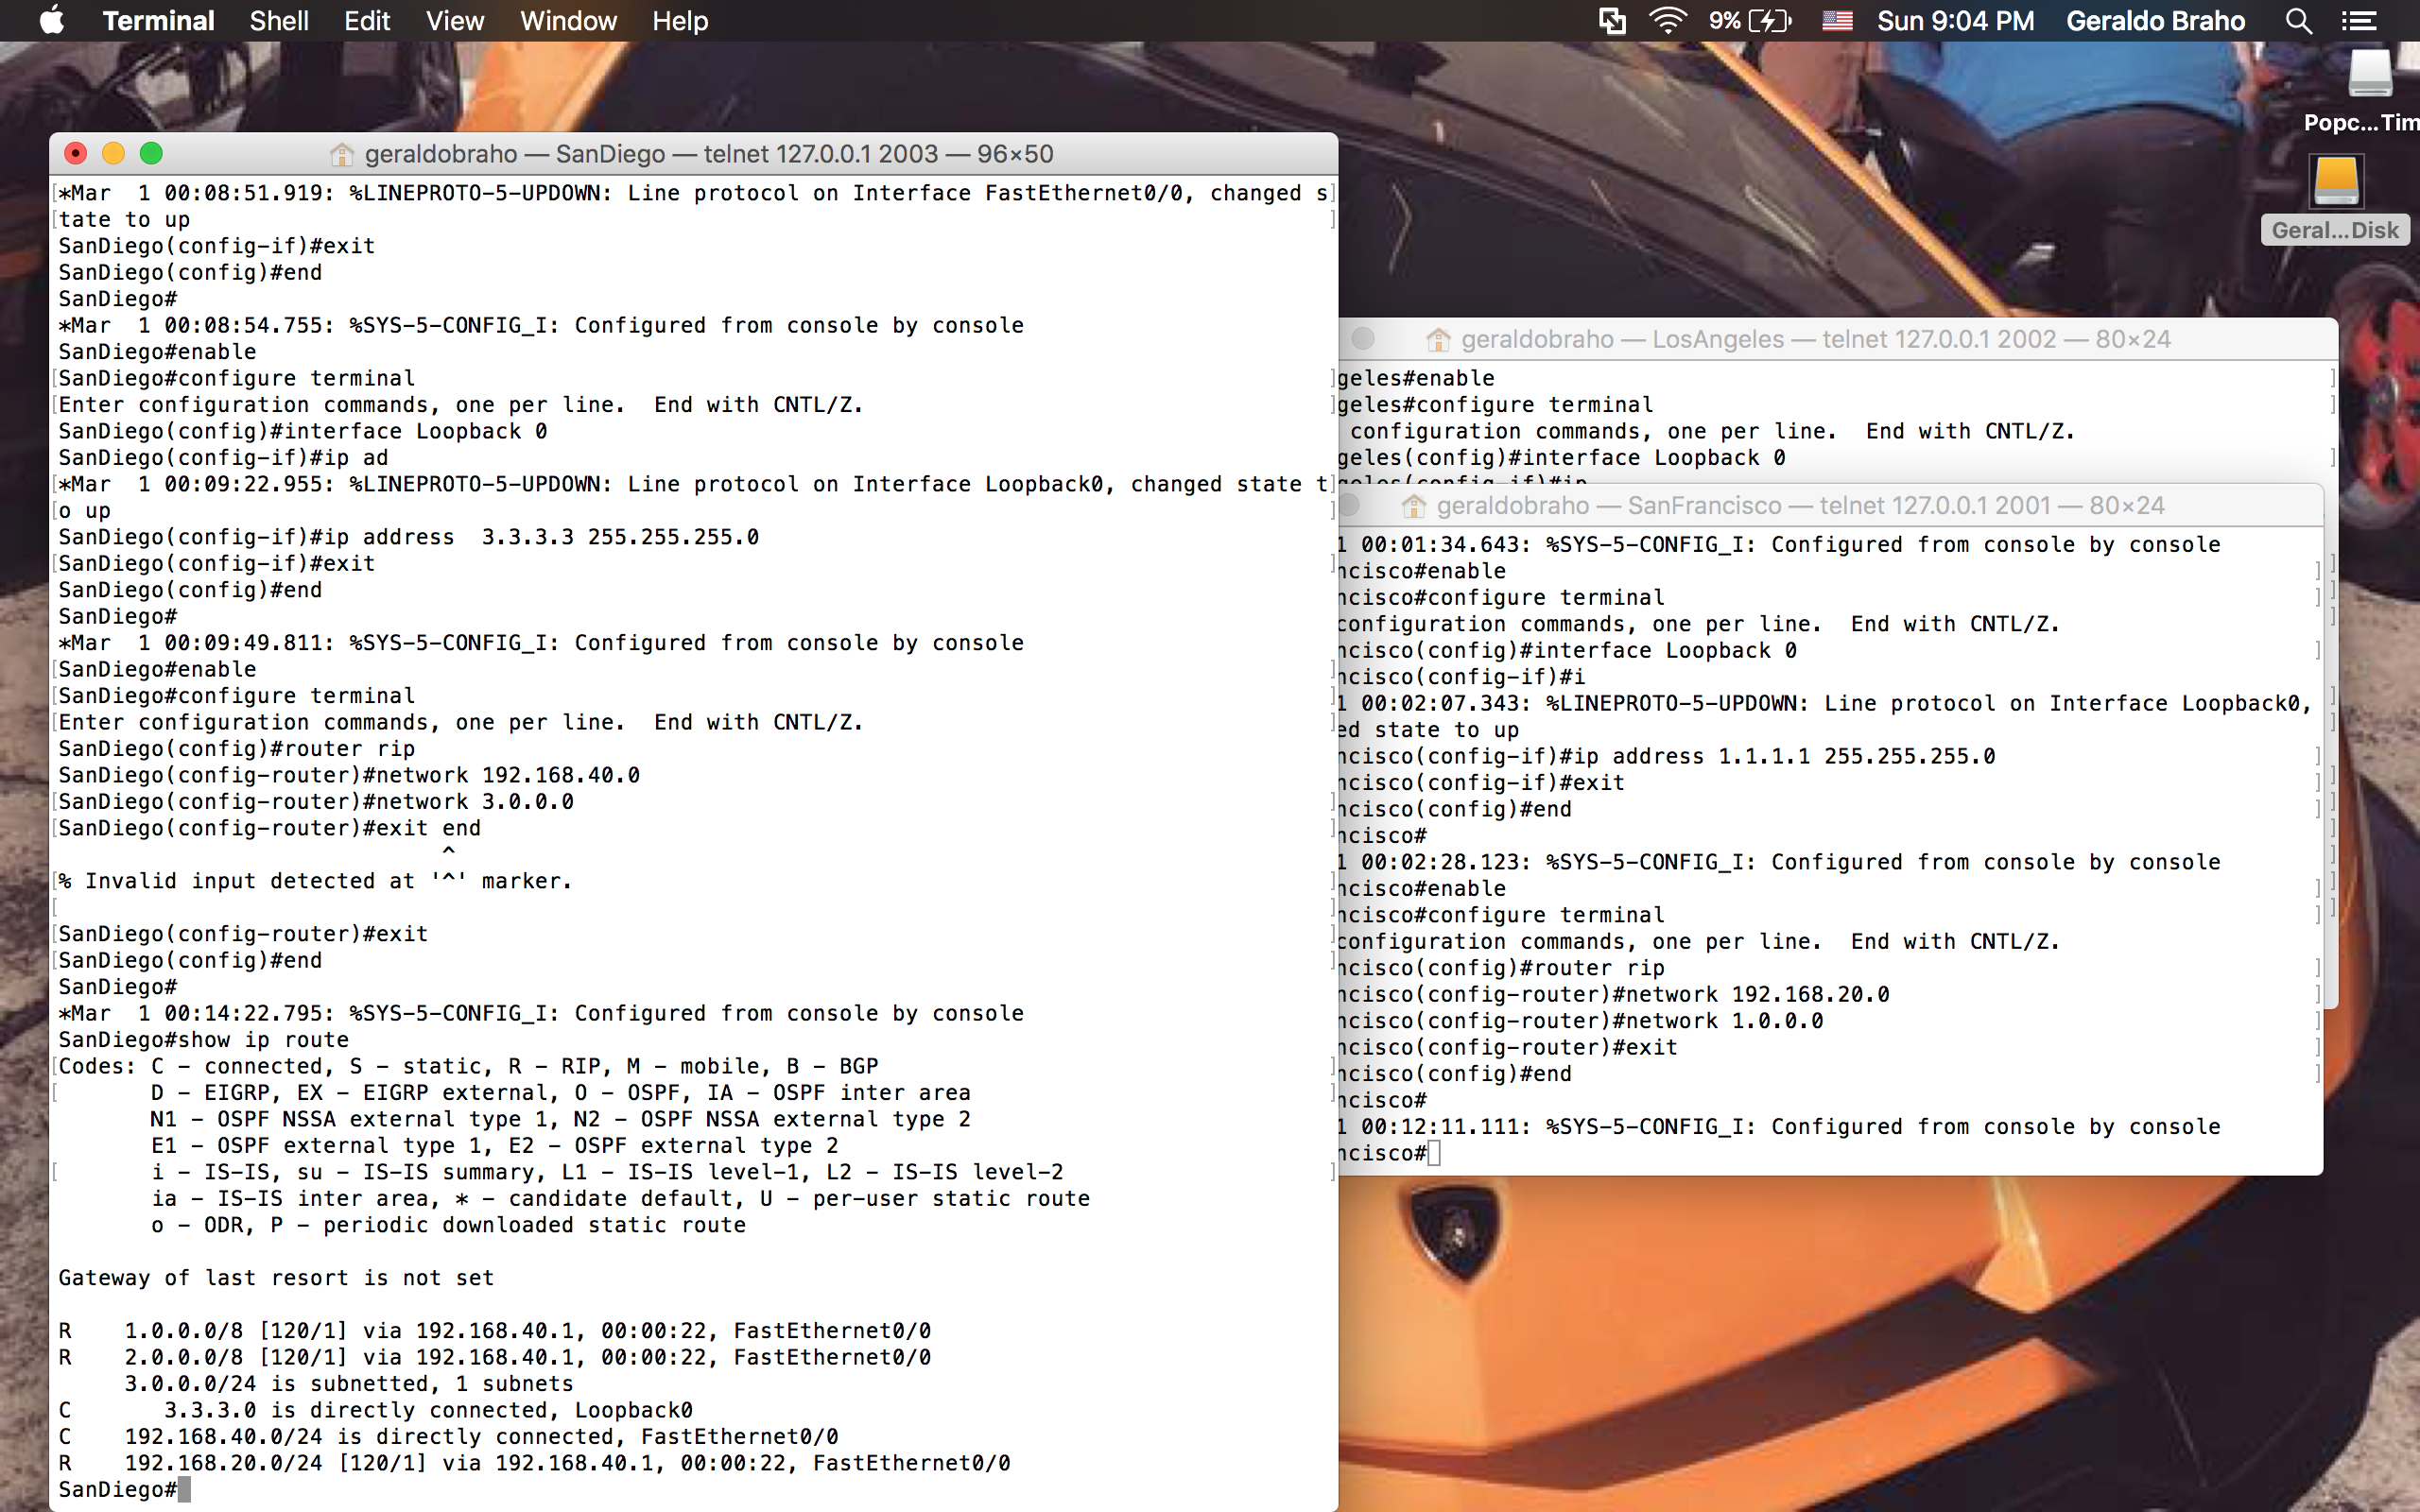 Terminal Shell Edit View Window Help 9% Sun 9:04 PM Geraldo Braho
Popc...Tim
Geral...Disk
geraldobraho — SanDiego — telnet 127.0.0.1 2003 — 96×50
*Mar  1 00:08:51.919: %LINEPROTO-5-UPDOWN: Line protocol on Interface FastEthernet0/0, changed s
tate to up
SanDiego(config-if)#exit
SanDiego(config)#end
SanDiego#
*Mar  1 00:08:54.755: %SYS-5-CONFIG_I: Configured from console by console
SanDiego#enable
SanDiego#configure terminal
Enter configuration commands, one per line.  End with CNTL/Z.
SanDiego(config)#interface Loopback 0
SanDiego(config-if)#ip ad
*Mar  1 00:09:22.955: %LINEPROTO-5-UPDOWN: Line protocol on Interface Loopback0, changed state t
o up
SanDiego(config-if)#ip address  3.3.3.3 255.255.255.0
SanDiego(config-if)#exit
SanDiego(config)#end
SanDiego#
*Mar  1 00:09:49.811: %SYS-5-CONFIG_I: Configured from console by console
SanDiego#enable
SanDiego#configure terminal
Enter configuration commands, one per line.  End with CNTL/Z.
SanDiego(config)#router rip
SanDiego(config-router)#network 192.168.40.0
SanDiego(config-router)#network 3.0.0.0
SanDiego(config-router)#exit end
^
% Invalid input detected at '^' marker.
SanDiego(config-router)#exit
SanDiego(config)#end
SanDiego#
*Mar  1 00:14:22.795: %SYS-5-CONFIG_I: Configured from console by console
SanDiego#show ip route
Codes: C - connected, S - static, R - RIP, M - mobile, B - BGP
D - EIGRP, EX - EIGRP external, O - OSPF, IA - OSPF inter area
N1 - OSPF NSSA external type 1, N2 - OSPF NSSA external type 2
E1 - OSPF external type 1, E2 - OSPF external type 2
i - IS-IS, su - IS-IS summary, L1 - IS-IS level-1, L2 - IS-IS level-2
ia - IS-IS inter area, * - candidate default, U - per-user static route
o - ODR, P - periodic downloaded static route
Gateway of last resort is not set
R    1.0.0.0/8 [120/1] via 192.168.40.1, 00:00:22, FastEthernet0/0
R    2.0.0.0/8 [120/1] via 192.168.40.1, 00:00:22, FastEthernet0/0
3.0.0.0/24 is subnetted, 1 subnets
C       3.3.3.0 is directly connected, Loopback0
C    192.168.40.0/24 is directly connected, FastEthernet0/0
R    192.168.20.0/24 [120/1] via 192.168.40.1, 00:00:22, FastEthernet0/0
SanDiego#
geraldobraho — LosAngeles — telnet 127.0.0.1 2002 — 80×24
geles#enable
geles#configure terminal
configuration commands, one per line.  End with CNTL/Z.
geles(config)#interface Loopback 0
geles(config-if)#ip
geraldobraho — SanFrancisco — telnet 127.0.0.1 2001 — 80×24
1 00:01:34.643: %SYS-5-CONFIG_I: Configured from console by console
ncisco#enable
ncisco#configure terminal
configuration commands, one per line.  End with CNTL/Z.
ncisco(config)#interface Loopback 0
ncisco(config-if)#i
1 00:02:07.343: %LINEPROTO-5-UPDOWN: Line protocol on Interface Loopback0,
ed state to up
ncisco(config-if)#ip address 1.1.1.1 255.255.255.0
ncisco(config-if)#exit
ncisco(config)#end
ncisco#
1 00:02:28.123: %SYS-5-CONFIG_I: Configured from console by console
ncisco#enable
ncisco#configure terminal
configuration commands, one per line.  End with CNTL/Z.
ncisco(config)#router rip
ncisco(config-router)#network 192.168.20.0
ncisco(config-router)#network 1.0.0.0
ncisco(config-router)#exit
ncisco(config)#end
ncisco#
1 00:12:11.111: %SYS-5-CONFIG_I: Configured from console by console
ncisco#